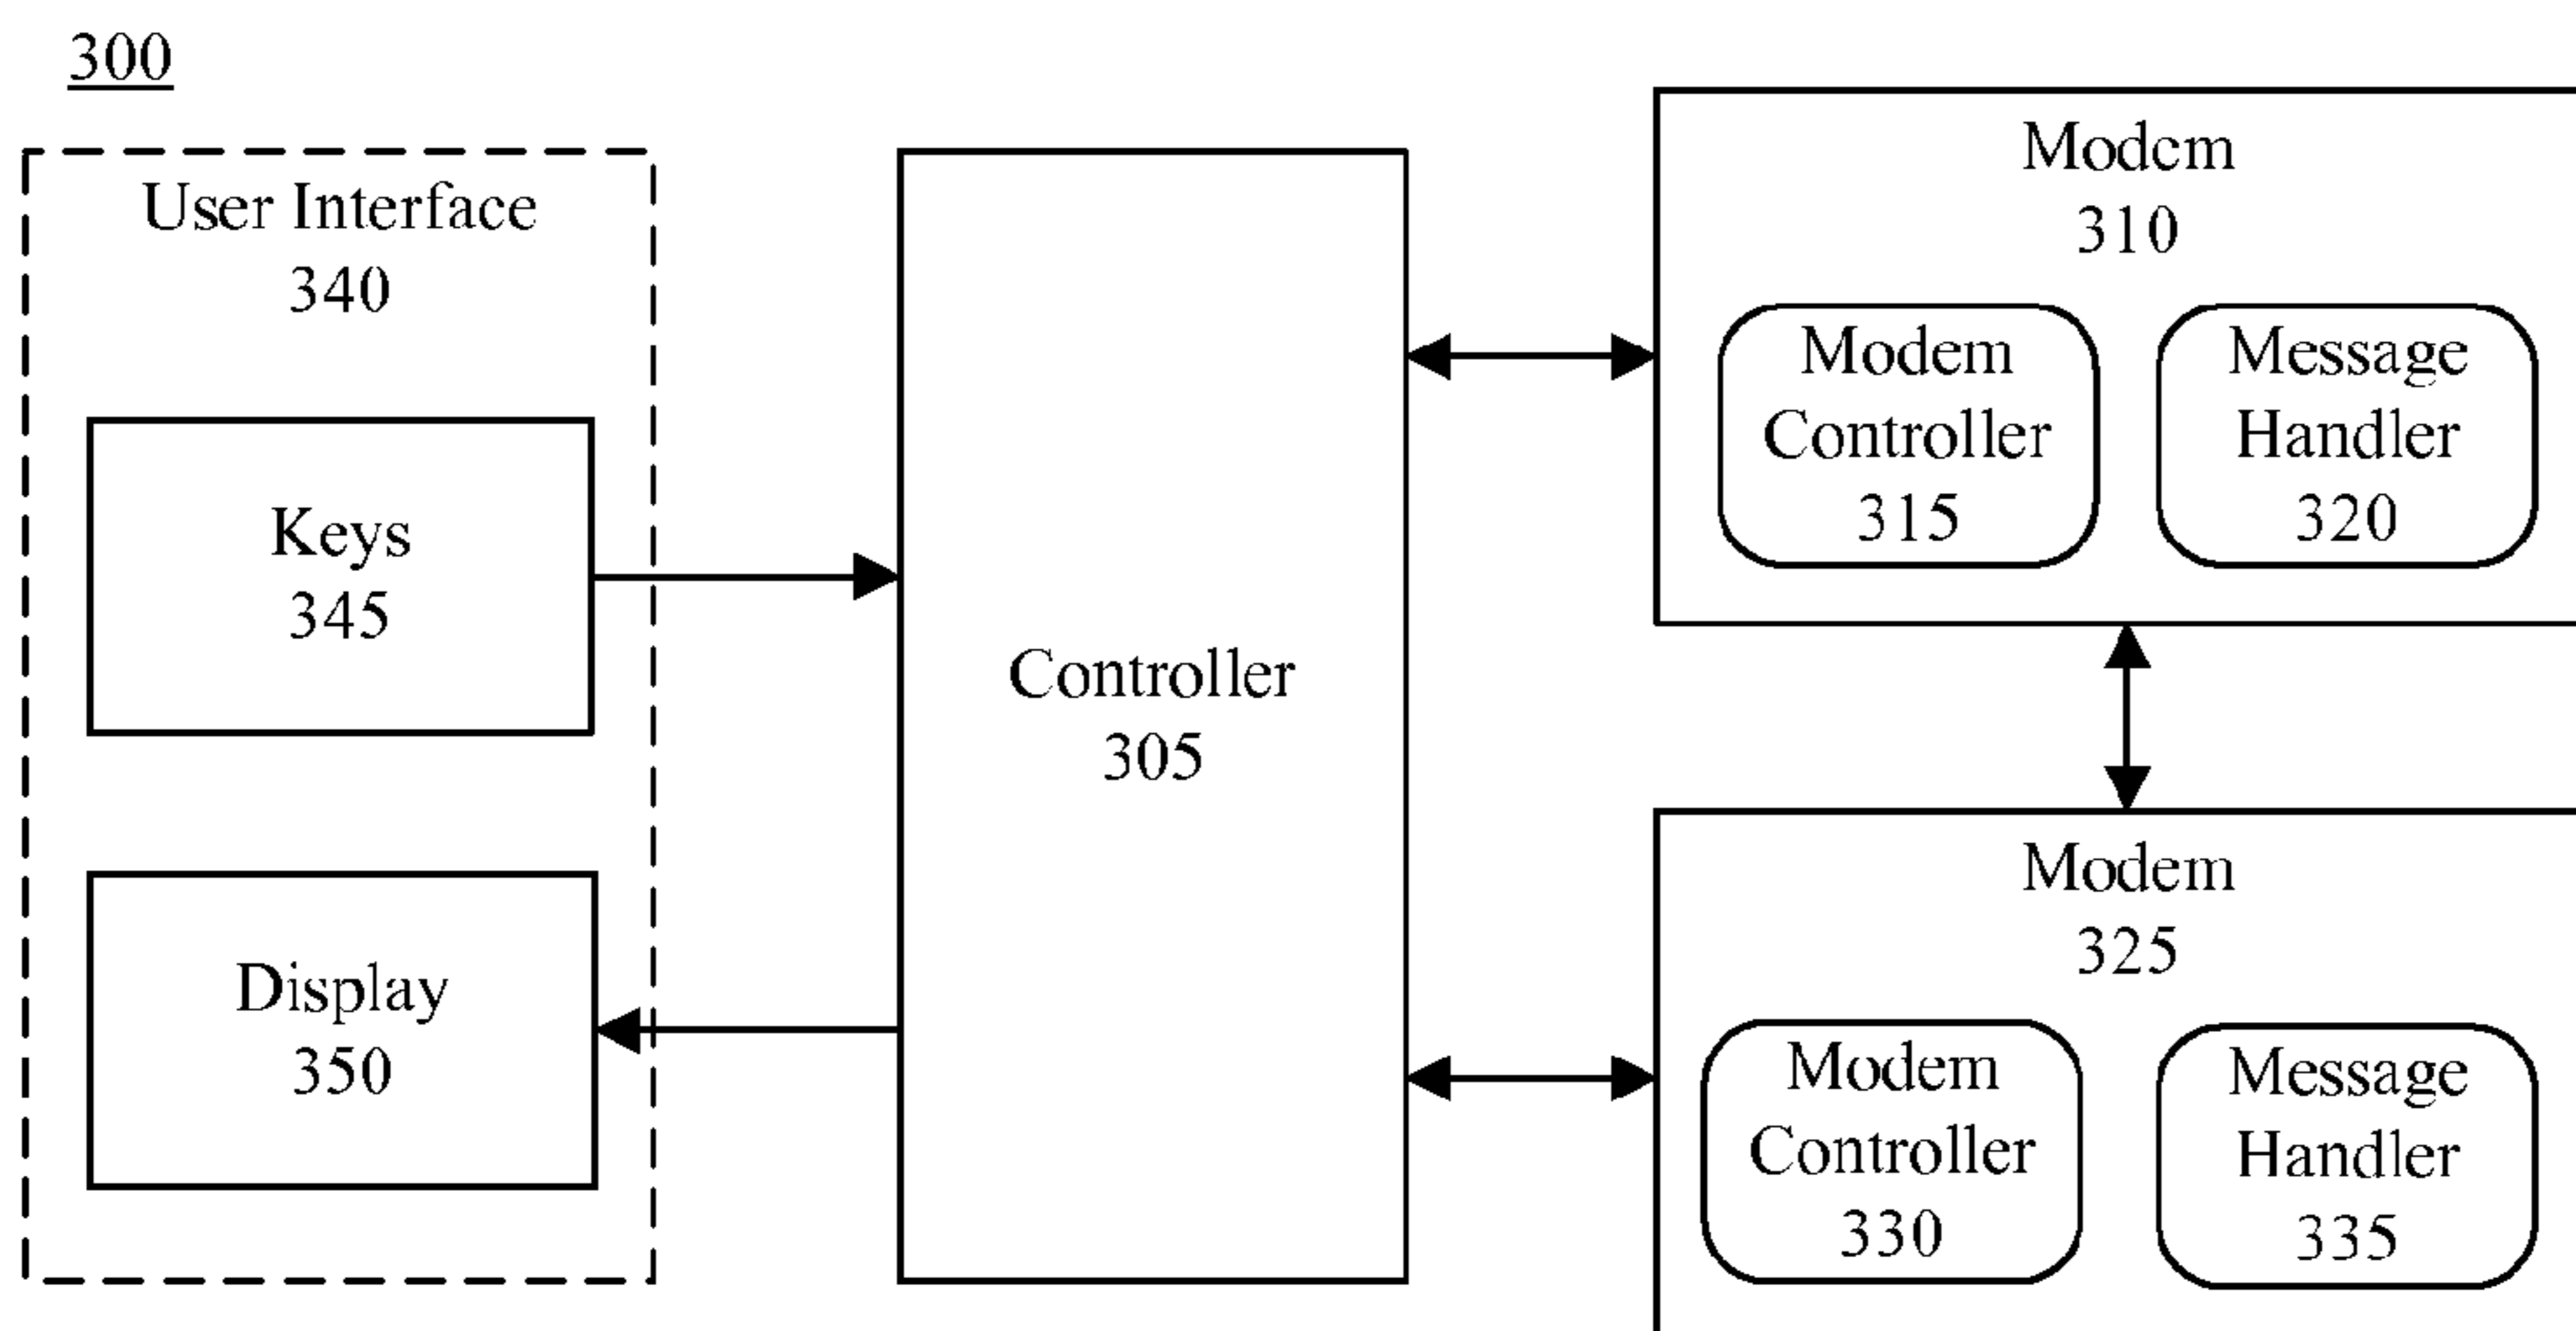 300
User Interface
340
Keys
345
Display
350
Controller
305
Modem
310
Modem
Controller
315
Message
Handler
320
Modem
325
Modem
Controller
330
Message
Handler
335